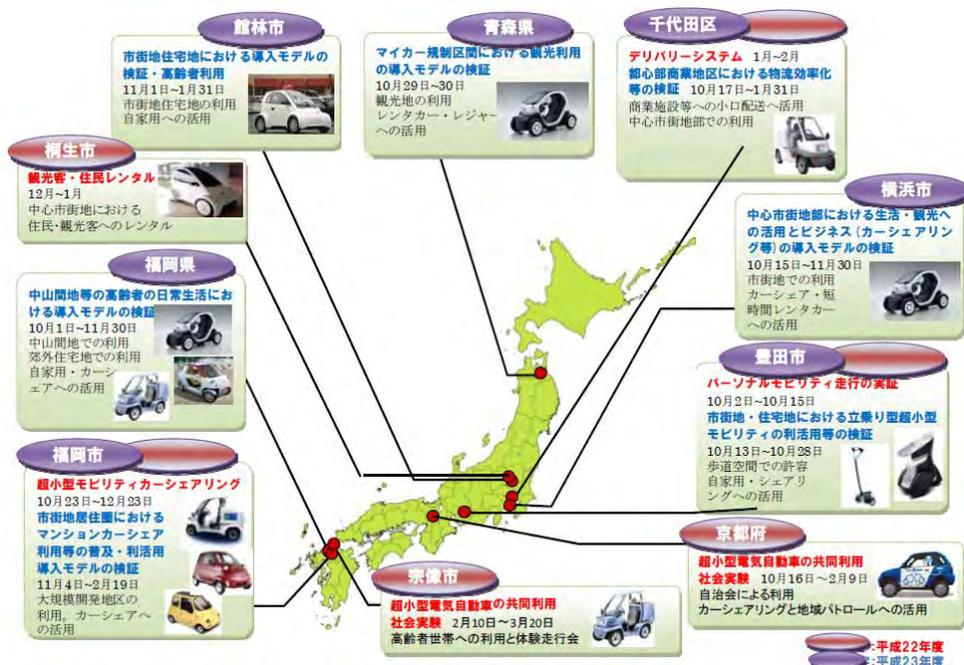 館林市
市街地住宅地における導入モデルの
検証・高齢者利用
11月1日~1月31日
市街地住宅地の利用
自家用への活用
青森県
マイカー規制区間における観光利用
の導入モデルの検証
10月29日~30日
観光地の利用
レンタカー・レジャー
への活用
千代田区
デリバリーシステム 1月~2月
都心部商業地区における物流効率化
等の検証 10月17日~1月31日
商業施設等への小口配送へ活用
中心市街地部での利用
桐生市
観光客・住民レンタル
12月~1月
中心市街地における
住民・観光客へのレンタル
横浜市
中心市街地部における生活・観光へ
の活用とビジネス(カーシェアリン
グ等)の導入モデルの検証
10月15日~11月30日
市街地での利用
カーシェア・短
時間レンタカー
への活用
福岡県
中山間地等の高齢者の日常生活にお
ける導入モデルの検証
10月1日~11月30日
中山間地での利用
郊外住宅地での利用
自家用・カーシ
ェアへの活用
豊田市
パーソナルモビリティ走行の実証
10月2日~10月15日
市街地・住宅地における立乗り型超小型
モビリティの利活用等の検証
10月13日~10月28日
歩道空間での許容
自家用・シェアリ
ングへの活用
福岡市
超小型モビリティカーシェアリング
10月23日~12月23日
市街地居住圏における
マンションカーシェア
利用等の普及・利活用
導入モデルの検証
11月4日~2月19日
大規模開発地区の
利用。カーシェアへ
の活用
宗像市
超小型電気自動車の共同利用
社会実験 2月10日~3月20日
高齢者世帯への利用と体験走行会
京都府
超小型電気自動車の共同利用
社会実験 10月16日~2月9日
自治会による利用
カーシェアリングと地域パトロールへの活用
:平成22年度
:平成23年度